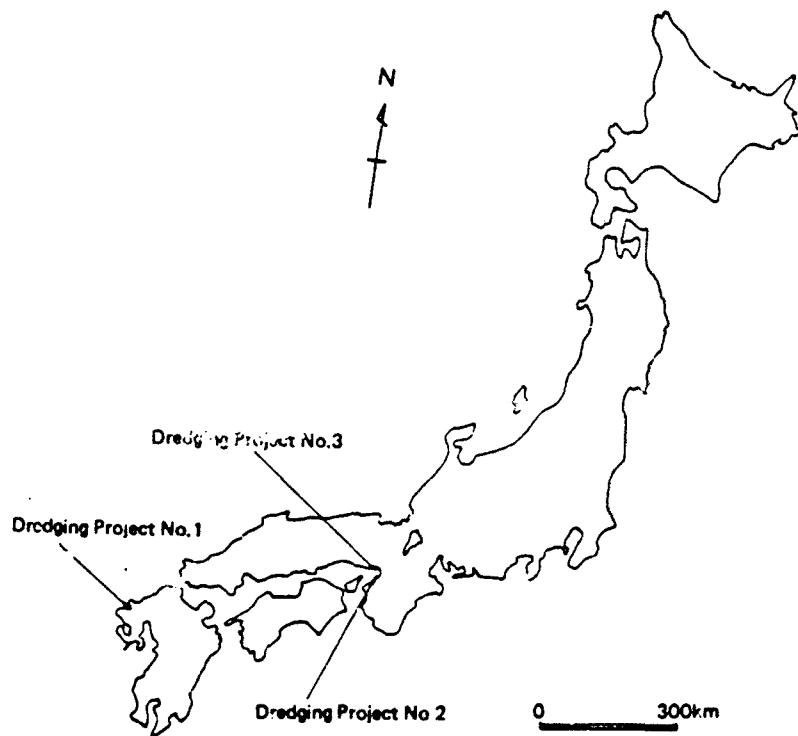 N
Dredging Project No.3
Dredging Project No.1
Dredging Project No 2
0 300km